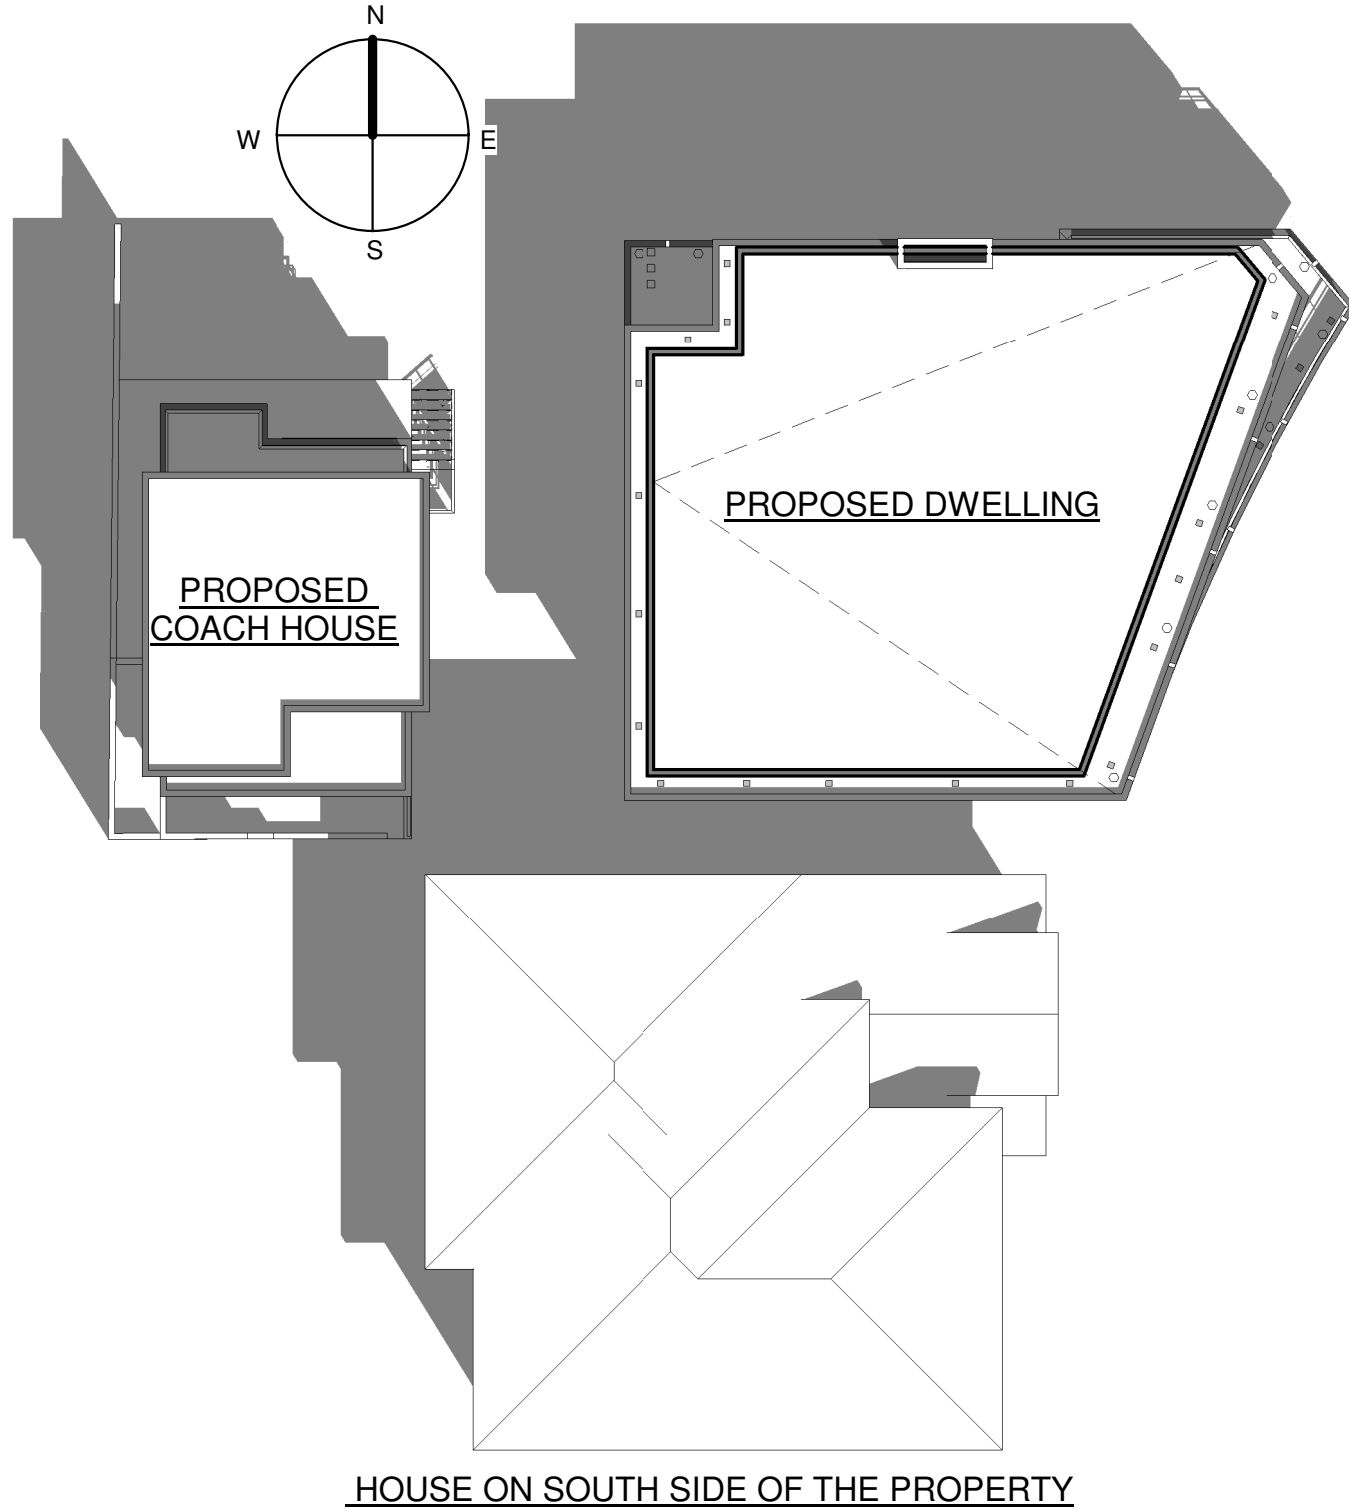 N
W
E
S
PROPOSED DWELLING
PROPOSED
COACH HOUSE
HOUSE ON SOUTH SIDE OF THE PROPERTY